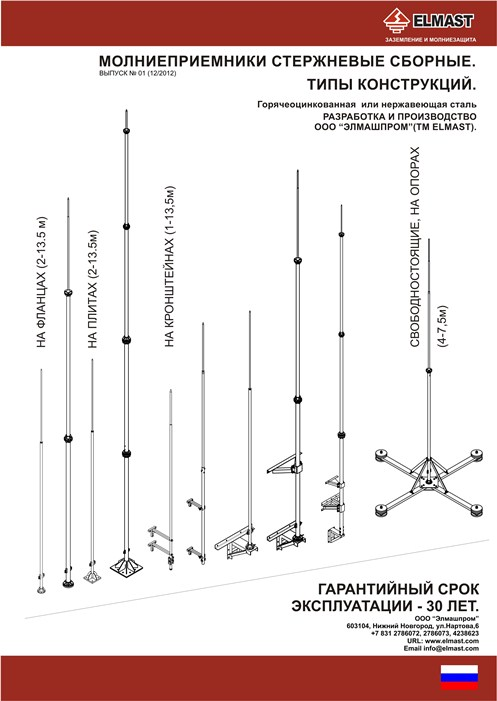 ELMAST
ЗАЗЕМЛЕНИЕ И МОЛНИЕЗАЩИТА
МОЛНИЕПРИЕМНИКИ СТЕРЖНЕВЫЕ СБОРНЫЕ.
ВЫПУСК № 01 (12/2012)
ТИПЫ КОНСТРУКЦИЙ.
Горячеоцинкованная или нержавеющая сталь
РАЗРАБОТКА И ПРОИЗВОДСТВО
ООО “ЭЛМАШПРОМ”(ТМ ELMAST).
НА ФЛАНЦАХ (2-13.5 м)
НА ПЛИТАХ (2-13.5м)
НА КРОНШТЕЙНАХ (1-13,5м)
СВОБОДНОСТОЯЩИЕ, НА ОПОРАХ
(4-7,5м)
ГАРАНТИЙНЫЙ СРОК
ЭКСПЛУАТАЦИИ - 30 ЛЕТ.
ООО “Элмашпром”
603104, Нижний Новгород, ул.Нартова,6
+7 831 2786072, 2786073, 4238623
URL: www.elmast.com
Email info@elmast.com